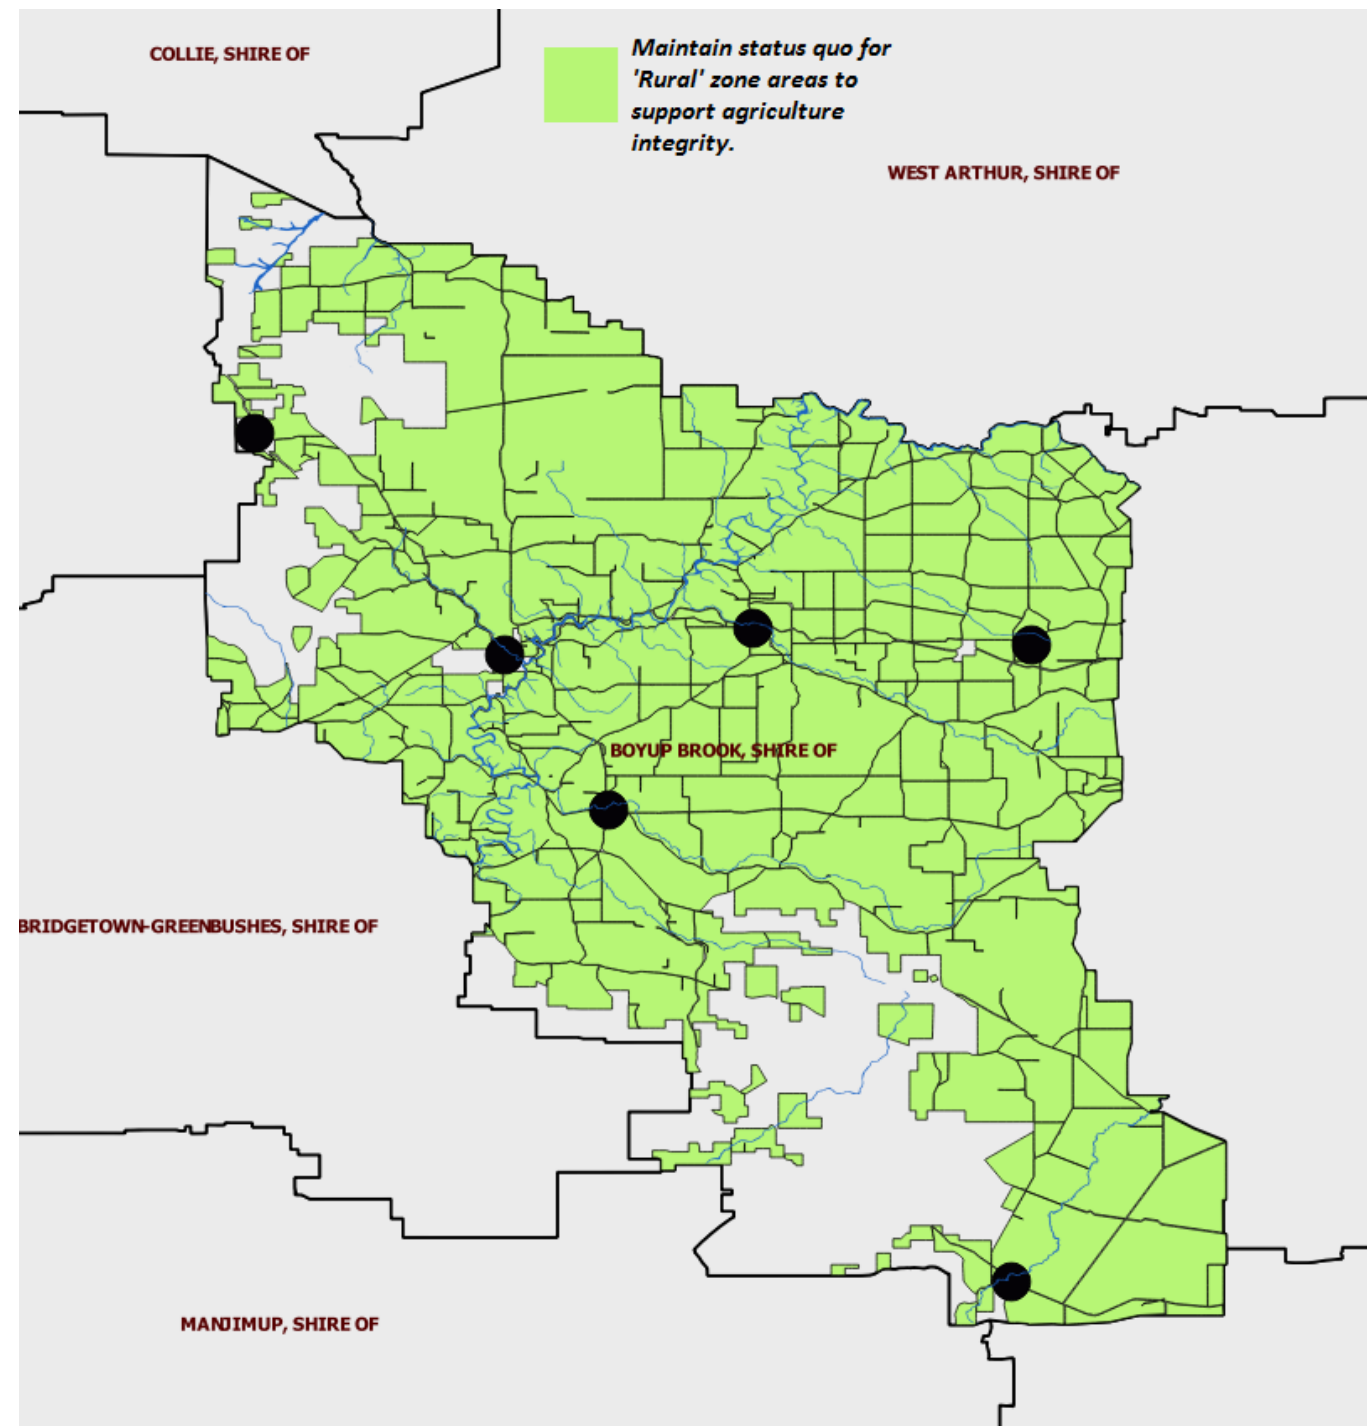 COLLIE, SHIRE OF
Maintain status quo for
'Rural' zone areas to
support agriculture
integrity.
WEST ARTHUR, SHIRE OF
BOYUP BROOK, SHIRE OF
BRIDGETOWN-GREENBUSHES, SHIRE OF
MANJIMUP, SHIRE OF